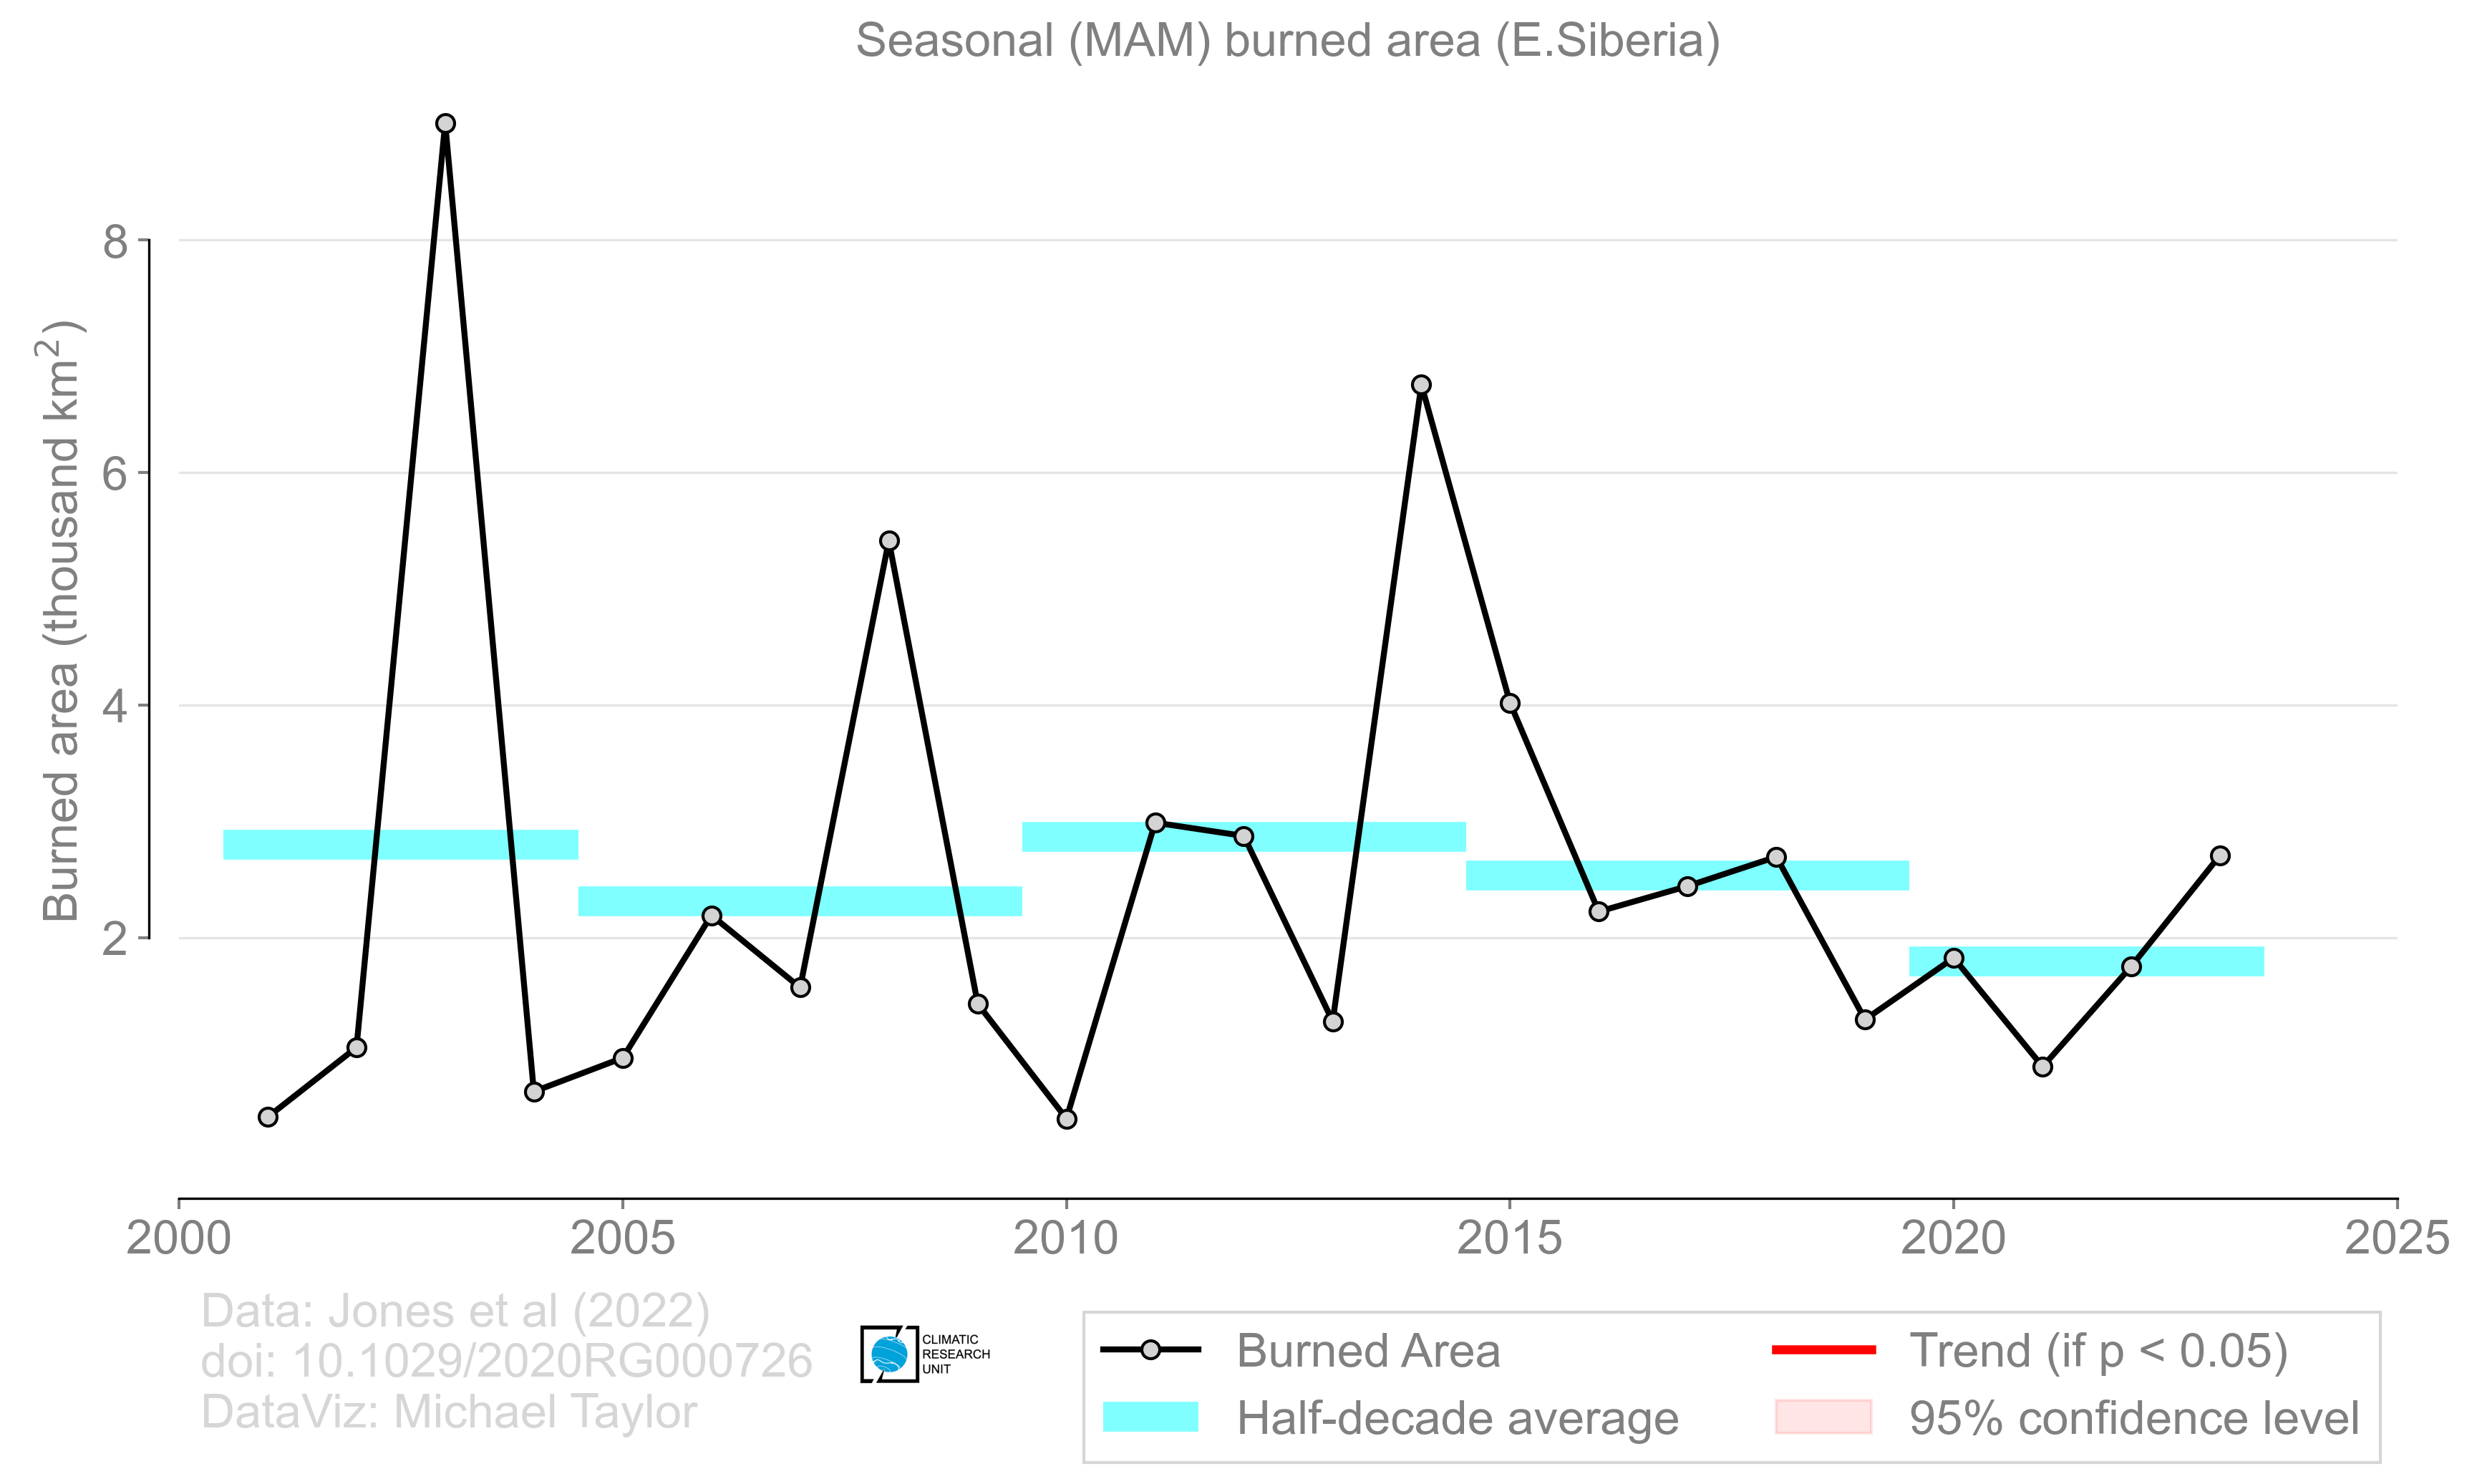 Seasonal (MAM) burned area (E.Siberia)
Burned area (thousand km²)
8
6
4
2
2000
2005
2010
2015
2020
2025
Data: Jones et al (2022)
doi: 10.1029/2020RG000726
DataViz: Michael Taylor
CLIMATIC
RESEARCH
UNIT
Burned Area
Half-decade average
Trend (if p < 0.05)
95% confidence level